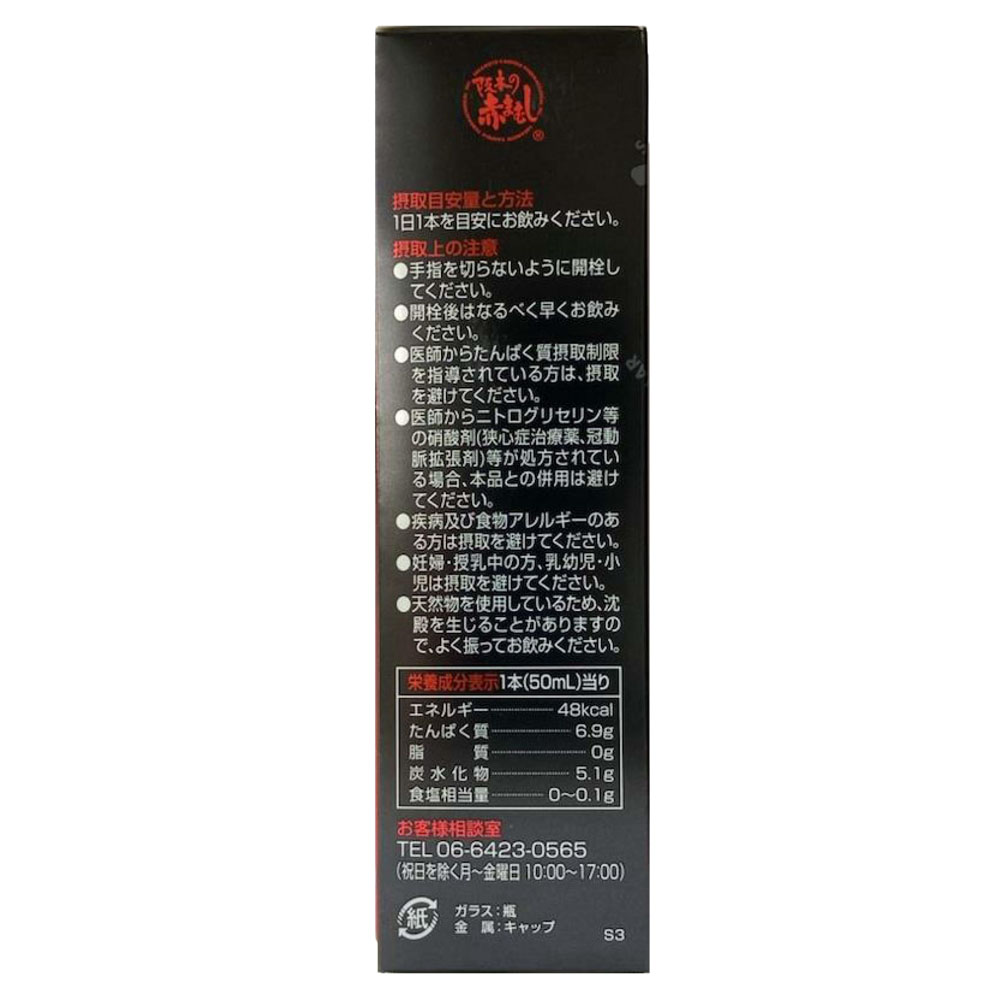 阪本の
赤まむし
®
摂取目安量と方法
1日1本を目安にお飲みください。
摂取上の注意
●手指を切らないように開栓し
てください。
●開栓後はなるべく早くお飲み
ください。
●医師からたんぱく質摂取制限
を指導されている方は、摂取
を避けてください。
●医師からニトログリセリン等
の硝酸剤(狭心症治療薬、冠動
脈拡張剤)等が処方されてい
る場合、本品との併用は避け
てください。
●疾病及び食物アレルギーのあ
る方は摂取を避けてください。
●妊婦・授乳中の方、乳幼児・小
児は摂取を避けてください。
●天然物を使用しているため、沈
殿を生じることがありますの
で、よく振ってお飲みください。
栄養成分表示1本(50mL)当り
エネルギー 48kcal
たんぱく質 6.9g
脂質 0g
炭水化物 5.1g
食塩相当量 0〜0.1g
お客様相談室
TEL 06-6423-0565
(祝日を除く月〜金曜日 10:00〜17:00)
紙
ガラス:瓶
金属:キャップ
S3